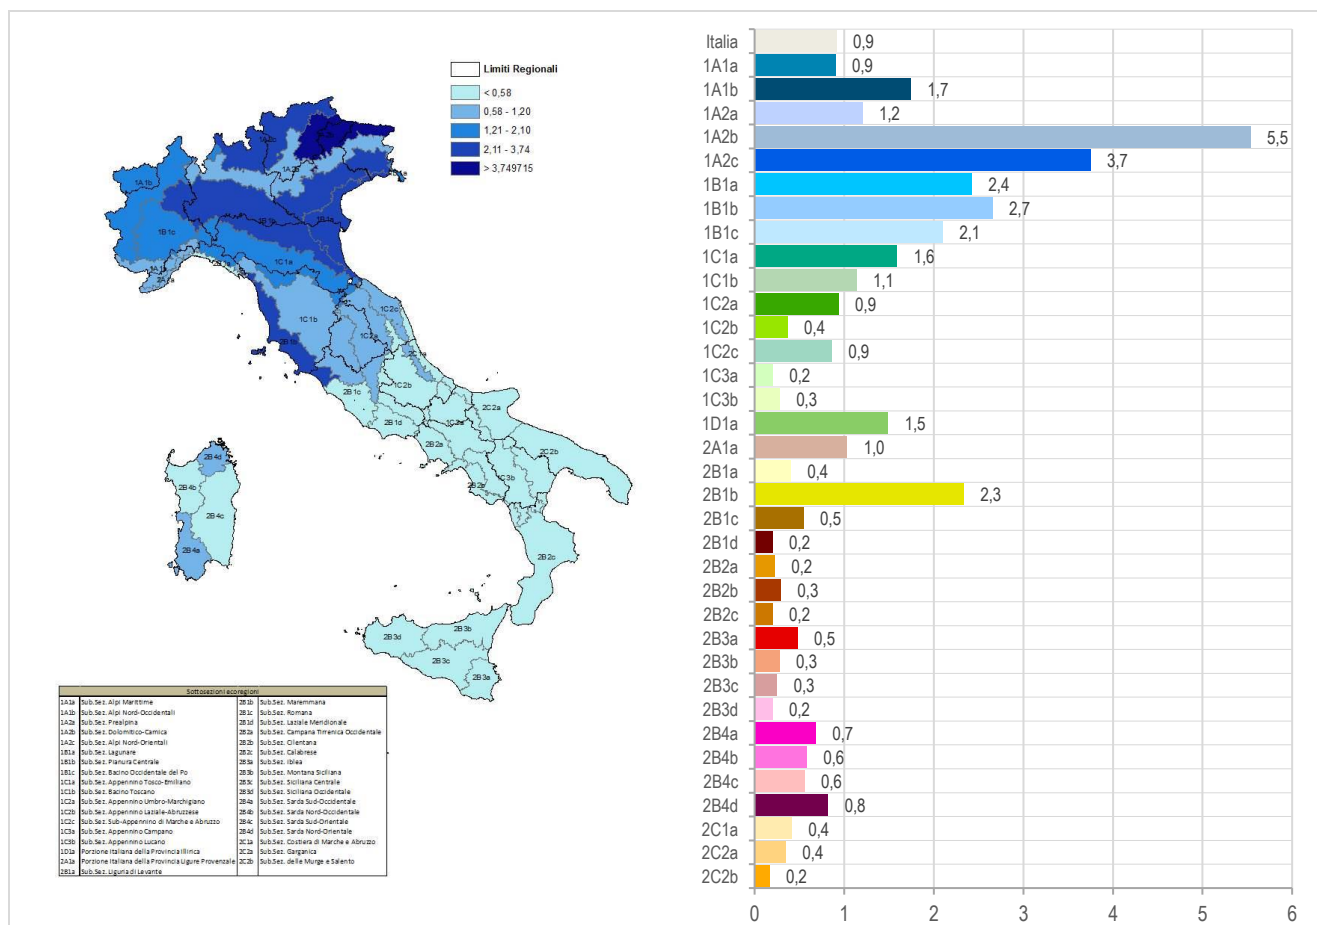 Limiti Regionali
< 0,58
0,58 - 1,20
1,21 - 2,10
2,11 - 3,74
> 3,749715
1A1b
1B1c
1C1a
1C1b
1C2c
1C2a
2C1a
1C2b
2B1c
2B1d
2B2a
2C2a
2C2b
1C3b
2B2c
2B4d
2B4b
2B4c
2B4a
2B3d
2B3b
2B3c
2B3a
Sottosezioni ecoregioni
1A1a Sub.Sez. Alpi Marittime 2B1b Sub.Sez. Maremmana
1A1b Sub.Sez. Alpi Nord-Occidentali 2B1c Sub.Sez. Romana
1A2a Sub.Sez. Prealpina 2B1d Sub.Sez. Laziale Meridionale
1A2b Sub.Sez. Dolomitico-Carnica 2B2a Sub.Sez. Campana Tirrenica Occidentale
1A2c Sub.Sez. Alpi Nord-Orientali 2B2b Sub.Sez. Cilentana
1B1a Sub.Sez. Lagunare 2B2c Sub.Sez. Calabrese
1B1b Sub.Sez. Pianura Centrale 2B3a Sub.Sez. Iblea
1B1c Sub.Sez. Bacino Occidentale del Po 2B3b Sub.Sez. Montana Siciliana
1C1a Sub.Sez. Appennino Tosco-Emiliano 2B3c Sub.Sez. Siciliana Centrale
1C1b Sub.Sez. Bacino Toscano 2B3d Sub.Sez. Siciliana Occidentale
1C2a Sub.Sez. Appennino Umbro-Marchigiano 2B4a Sub.Sez. Sarda Sud-Occidentale
1C2b Sub.Sez. Appennino Laziale-Abruzzese 2B4b Sub.Sez. Sarda Nord-Occidentale
1C2c Sub.Sez. Sub-Appennino di Marche e Abruzzo 2B4c Sub.Sez. Sarda Sud-Orientale
1C3a Sub.Sez. Appennino Campano 2B4d Sub.Sez. Sarda Nord-Orientale
1C3b Sub.Sez. Appennino Lucano 2C1a Sub.Sez. Costiera di Marche e Abruzzo
1D1a Porzione Italiana della Provincia Illirica 2C2a Sub.Sez. Garganica
2A1a Porzione Italiana della Provincia Ligure Provenzale 2C2b Sub.Sez. delle Murge e Salento
2B1a Sub.Sez. Liguria di Levante
Italia 0,9
1A1a 0,9
1A1b 1,7
1A2a 1,2
1A2b 5,5
1A2c 3,7
1B1a 2,4
1B1b 2,7
1B1c 2,1
1C1a 1,6
1C1b 1,1
1C2a 0,9
1C2b 0,4
1C2c 0,9
1C3a 0,2
1C3b 0,3
1D1a 1,5
2A1a 1,0
2B1a 0,4
2B1b 2,3
2B1c 0,5
2B1d 0,2
2B2a 0,2
2B2b 0,3
2B2c 0,2
2B3a 0,5
2B3b 0,3
2B3c 0,3
2B3d 0,2
2B4a 0,7
2B4b 0,6
2B4c 0,6
2B4d 0,8
2C1a 0,4
2C2a 0,4
2C2b 0,2
0 1 2 3 4 5 6